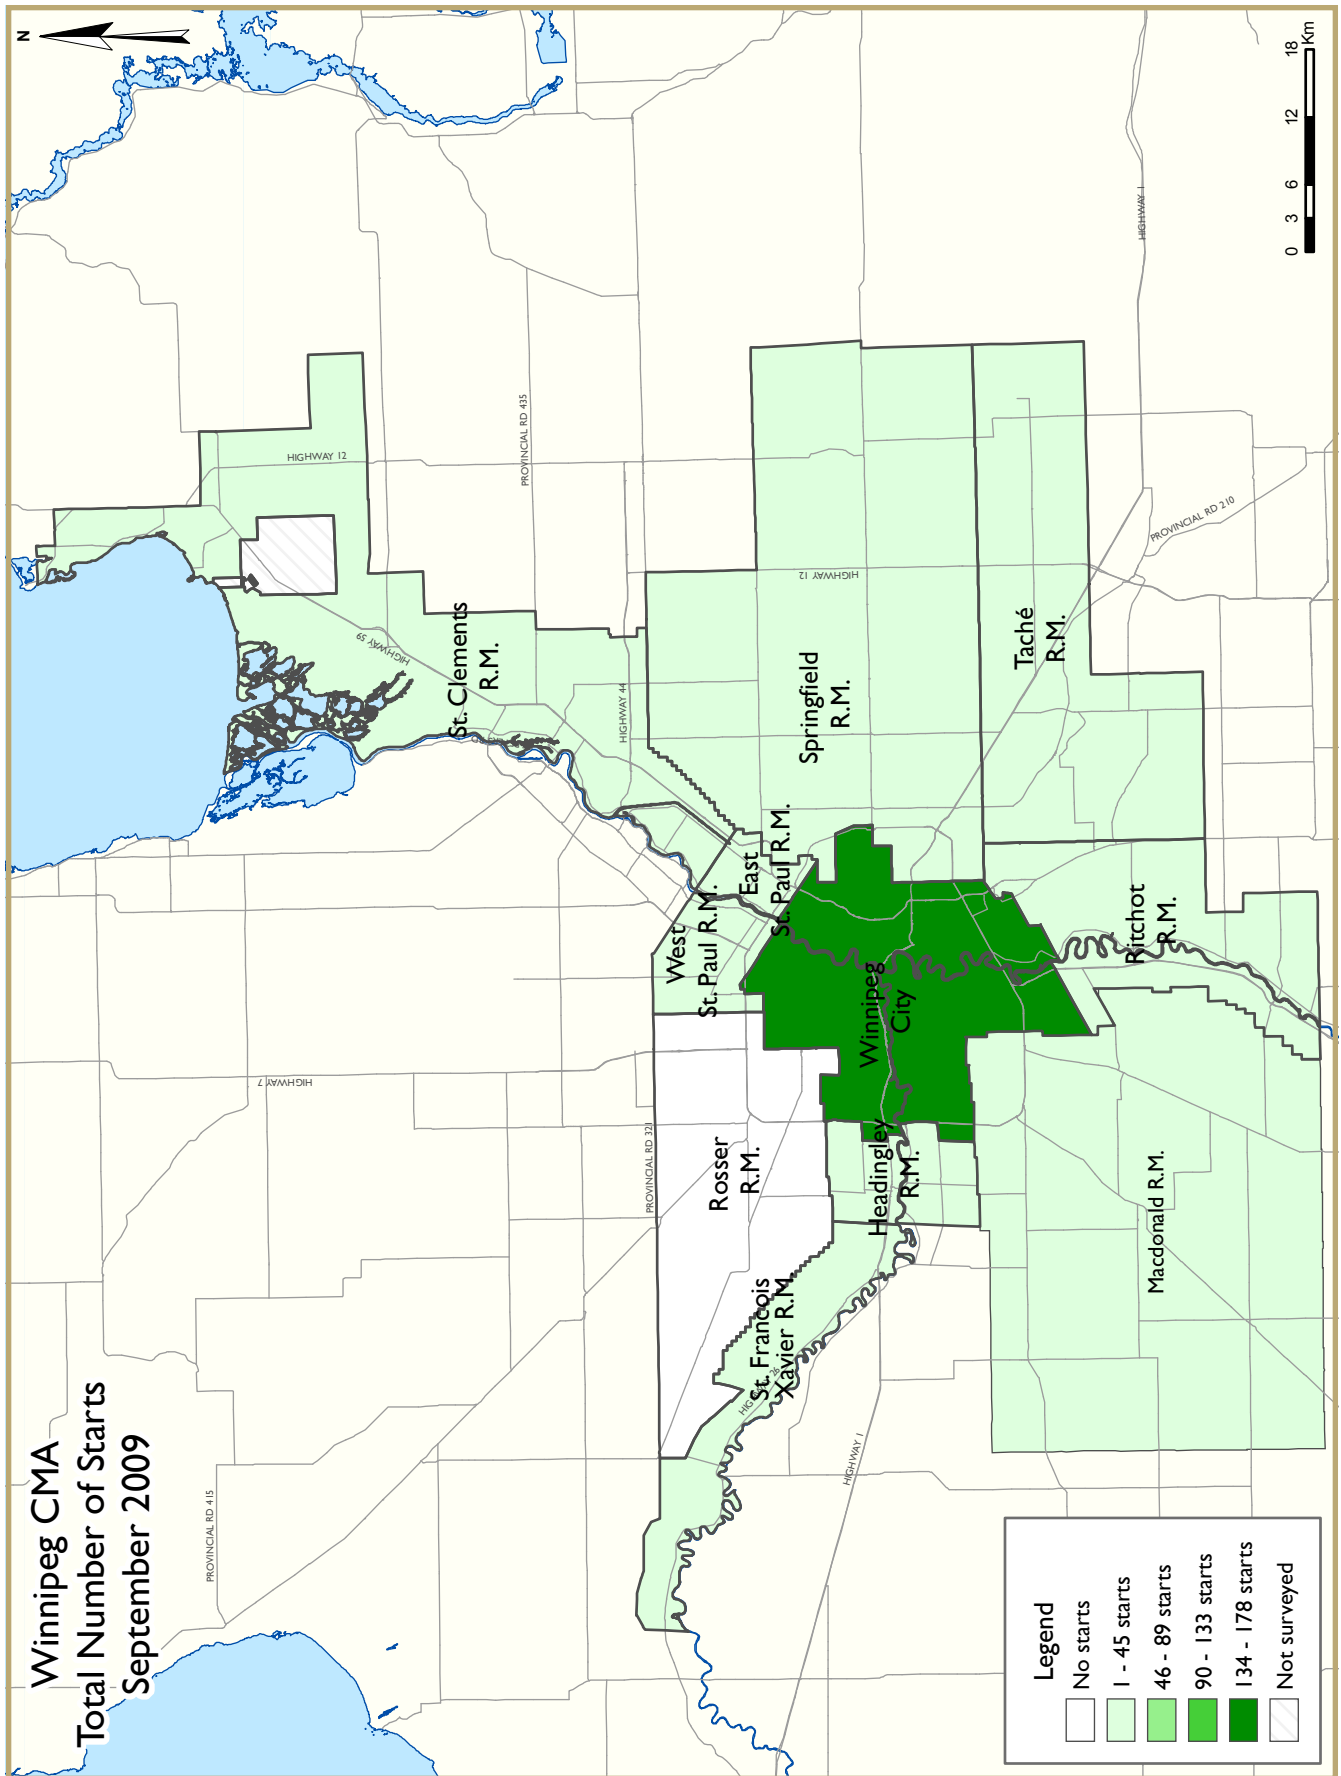 Winnipeg CMA
Total Number of Starts
September 2009
N
PROVINCIAL RD 415
HIGHWAY 7
PROVINCIAL RD 321
HIGHWAY 12
PROVINCIAL RD 435
HIGHWAY 59
HIGHWAY 44
St. Clements
R.M.
West
St. Paul R.M.
East
St. Paul R.M.
Rosser
R.M.
St. Francois
Xavier R.M.
HIGHWAY 26
Springfield
R.M.
HIGHWAY 12
Winnipeg
City
Headingley
R.M.
HIGHWAY 1
HIGHWAY 1
Taché
R.M.
PROVINCIAL RD 210
Ritchot
R.M.
Macdonald R.M.
Legend
No starts
1 - 45 starts
46 - 89 starts
90 - 133 starts
134 - 178 starts
Not surveyed
0 3 6 12 18
Km